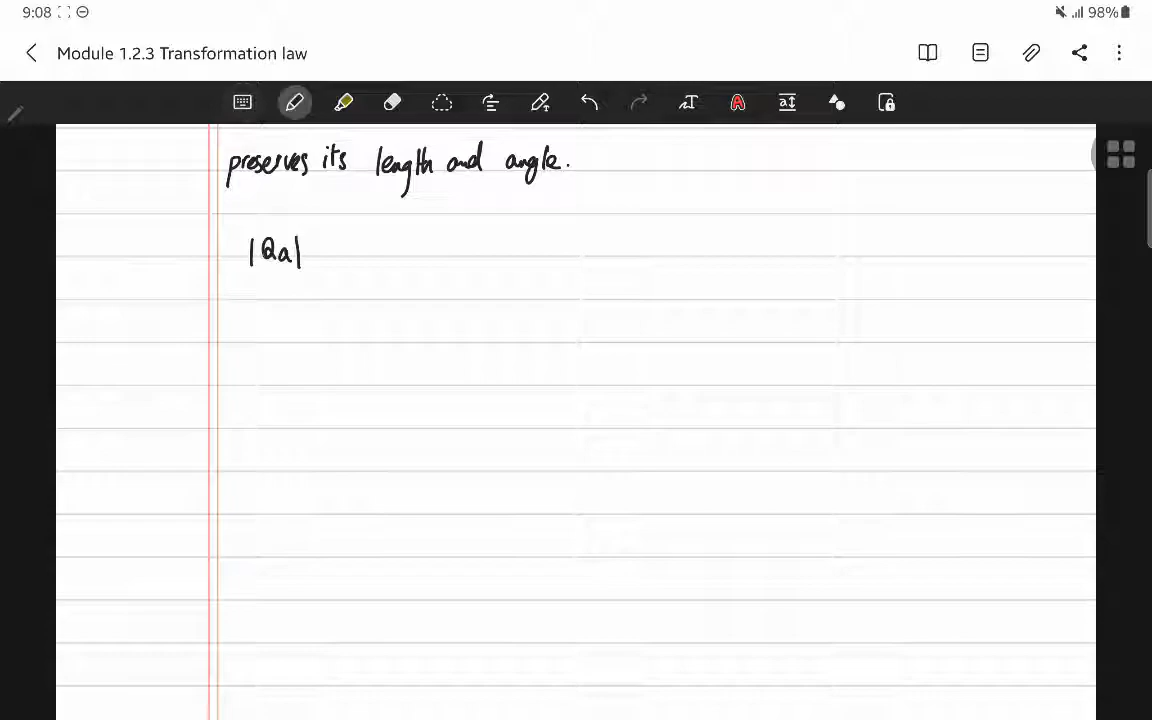 9:08 98%
Module 1.2.3 Transformation law
preserves its length and angle.
|Qa|